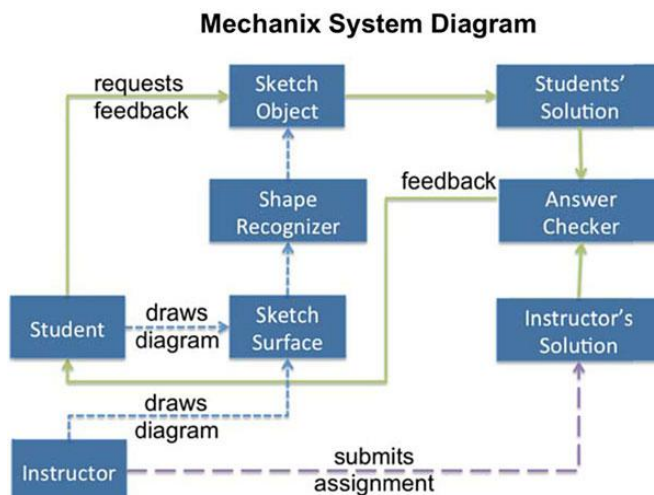 Mechanix System Diagram
requests
feedback
Sketch
Object
Students'
Solution
Shape
Recognizer
feedback
Answer
Checker
Student
draws
diagram
Sketch
Surface
Instructor's
Solution
draws
diagram
Instructor
submits
assignment